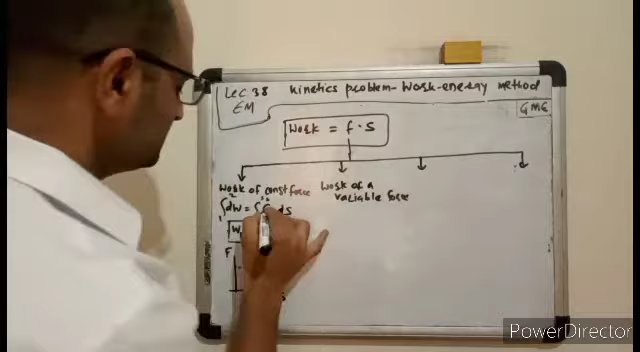 Lec 38
EM
Kinetics problem - Work-energy method
GME
Work = f · s
Work of const force
Work of a
variable force
∫dW =
ds
F
PowerDirector